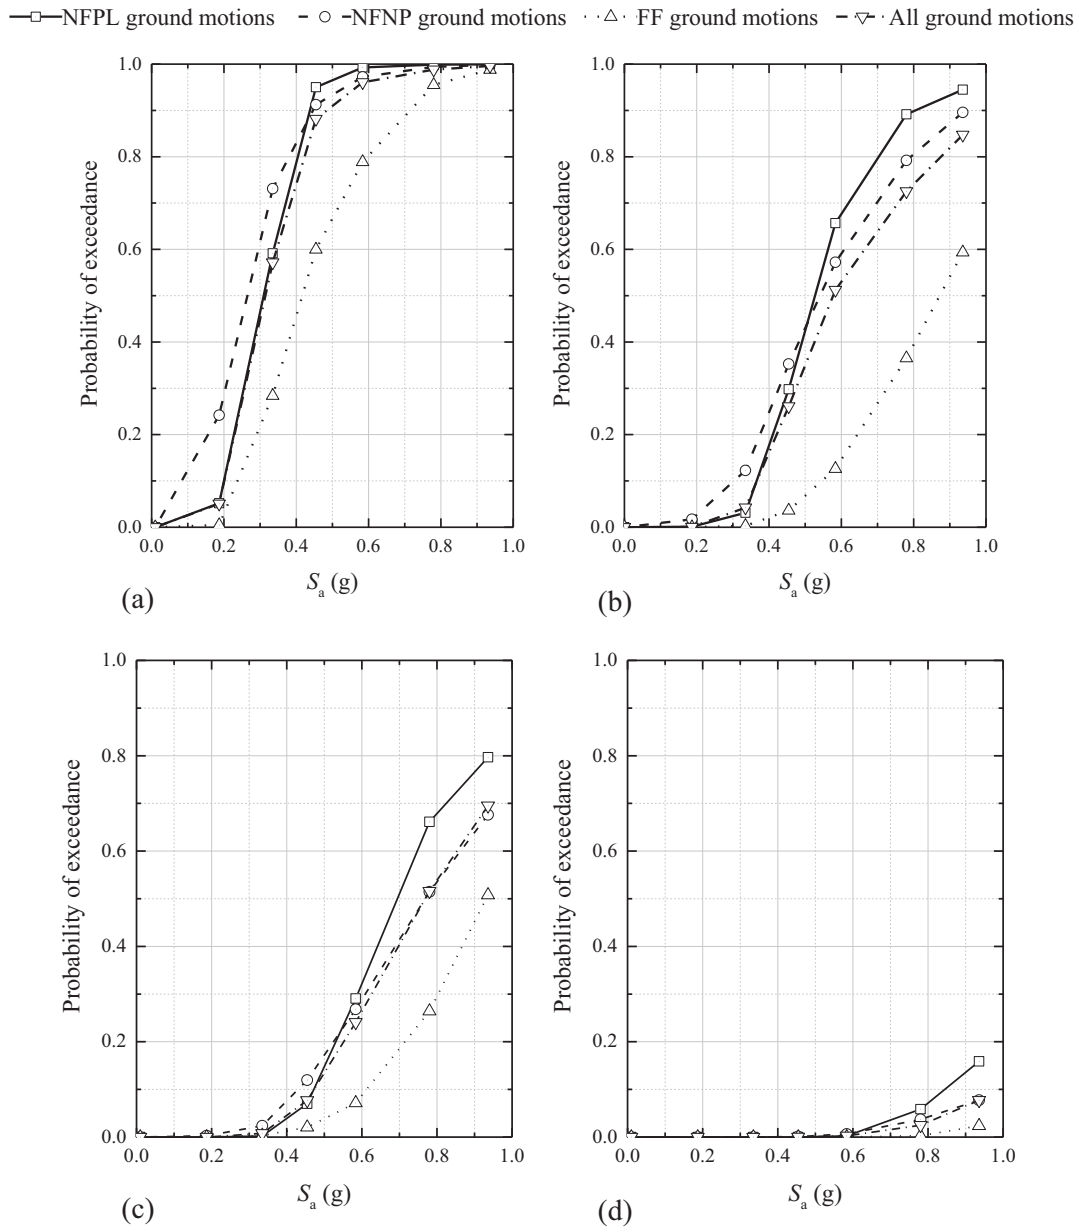 NFPL ground motions NFNP ground motions FF ground motions All ground motions
1.0
0.8
0.6
0.4
0.2
0.0
Probability of exceedance
0.0 0.2 0.4 0.6 0.8 1.0
Sa (g)
(a)
1.0
0.8
0.6
0.4
0.2
0.0
Probability of exceedance
0.0 0.2 0.4 0.6 0.8 1.0
Sa (g)
(b)
1.0
0.8
0.6
0.4
0.2
0.0
Probability of exceedance
0.0 0.2 0.4 0.6 0.8 1.0
Sa (g)
(c)
1.0
0.8
0.6
0.4
0.2
0.0
Probability of exceedance
0.0 0.2 0.4 0.6 0.8 1.0
Sa (g)
(d)